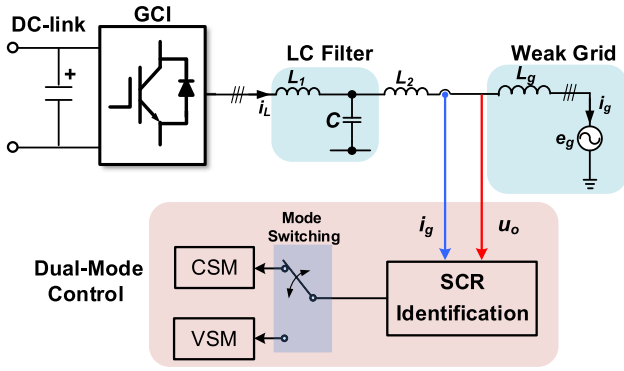 DC-link
GCI
+
LC Filter
Weak Grid
L1
L2
Lg
iL
C
ig
eg
ig
uo
Mode
Switching
Dual-Mode
Control
CSM
VSM
SCR
Identification